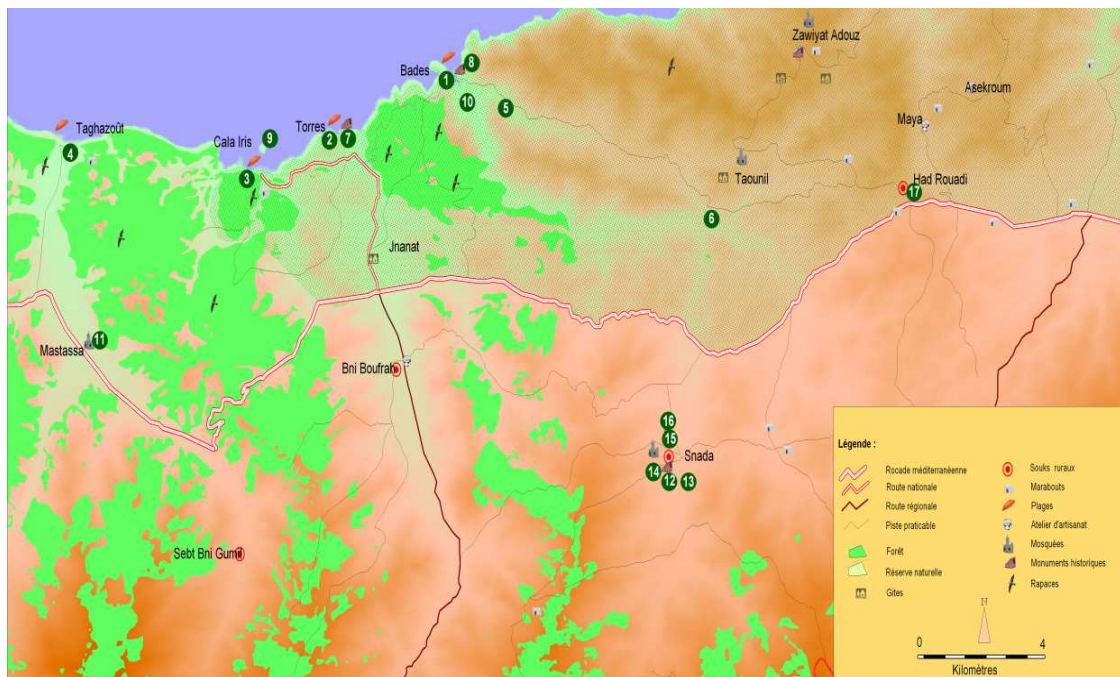 Zawiyat Adouz
8
Bades
1
10
5
Asekroum
Taghazoût
4
Cala Iris
9
Torres
2
7
3
Maya
Taounil
Had Rouadi
17
6
Jnanat
11
Mastassa
Bni Boufrah
16
15
Snada
14
12
13
Sebt Bni Gumil
Légende :
Rocade méditerranéenne
Route nationale
Route régionale
Piste praticable
Forêt
Réserve naturelle
Gites
Souks ruraux
Marabouts
Plages
Atelier d'artisanat
Mosquées
Monuments historiques
Rapaces
N
0
4
Kilomètres